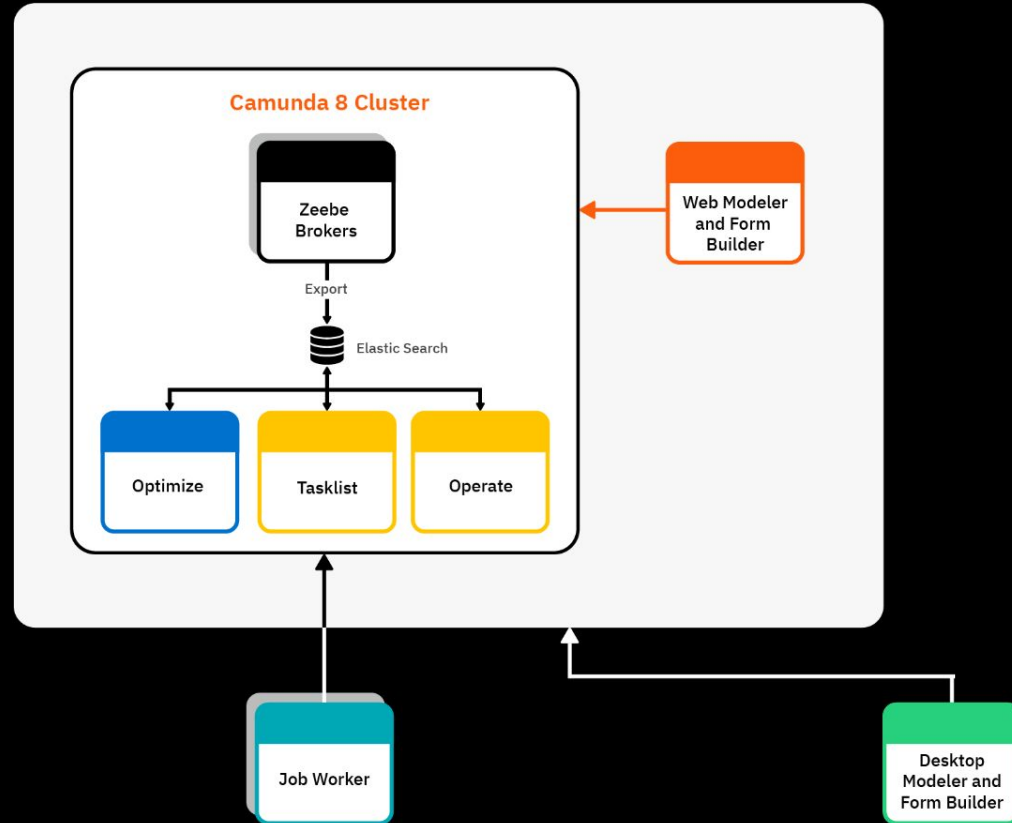 Camunda 8 Cluster
Zeebe
Brokers
Web Modeler
and Form
Builder
Export
Elastic Search
Optimize
Tasklist
Operate
Job Worker
Desktop
Modeler and
Form Builder